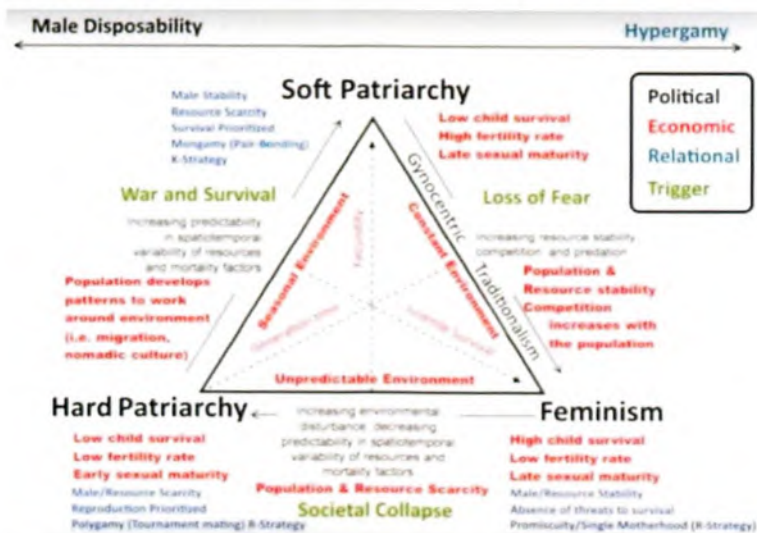 Male Disposability
Hypergamy
Soft Patriarchy
Political
Economic
Relational
Trigger
Male Stability
Resource Scarcity
Survival Prioritized
Mongamy (Pair Bonding)
K-Strategy
Low child survival
High fertility rate
Late sexual maturity
War and Survival
Loss of Fear
Gynocentric Traditionalism
Increasing predictability
in spatiotemporal
variability of resources
and mortality factors
Increasing resource stability
competition and predation
Seasonal Environment
Constant Environment
Fecundity
Generation time
Juvenile Survival
Population develops
patterns to work
around environment
(i.e. migration,
nomadic culture)
Population &
Resource stability
Competition
increases with
the population
Unpredictable Environment
Hard Patriarchy
Feminism
Increasing environmental
disturbance, decreasing
predictability in spatiotemporal
variability of resources and
mortality factors
Population & Resource Scarcity
Societal Collapse
Low child survival
Low fertility rate
Early sexual maturity
Male/Resource Scarcity
Reproduction Prioritized
Polygamy (Tournament mating) R-Strategy
High child survival
Low fertility rate
Late sexual maturity
Male/Resource Stability
Absence of threats to survival
Promiscuity/Single Motherhood (R-Strategy)